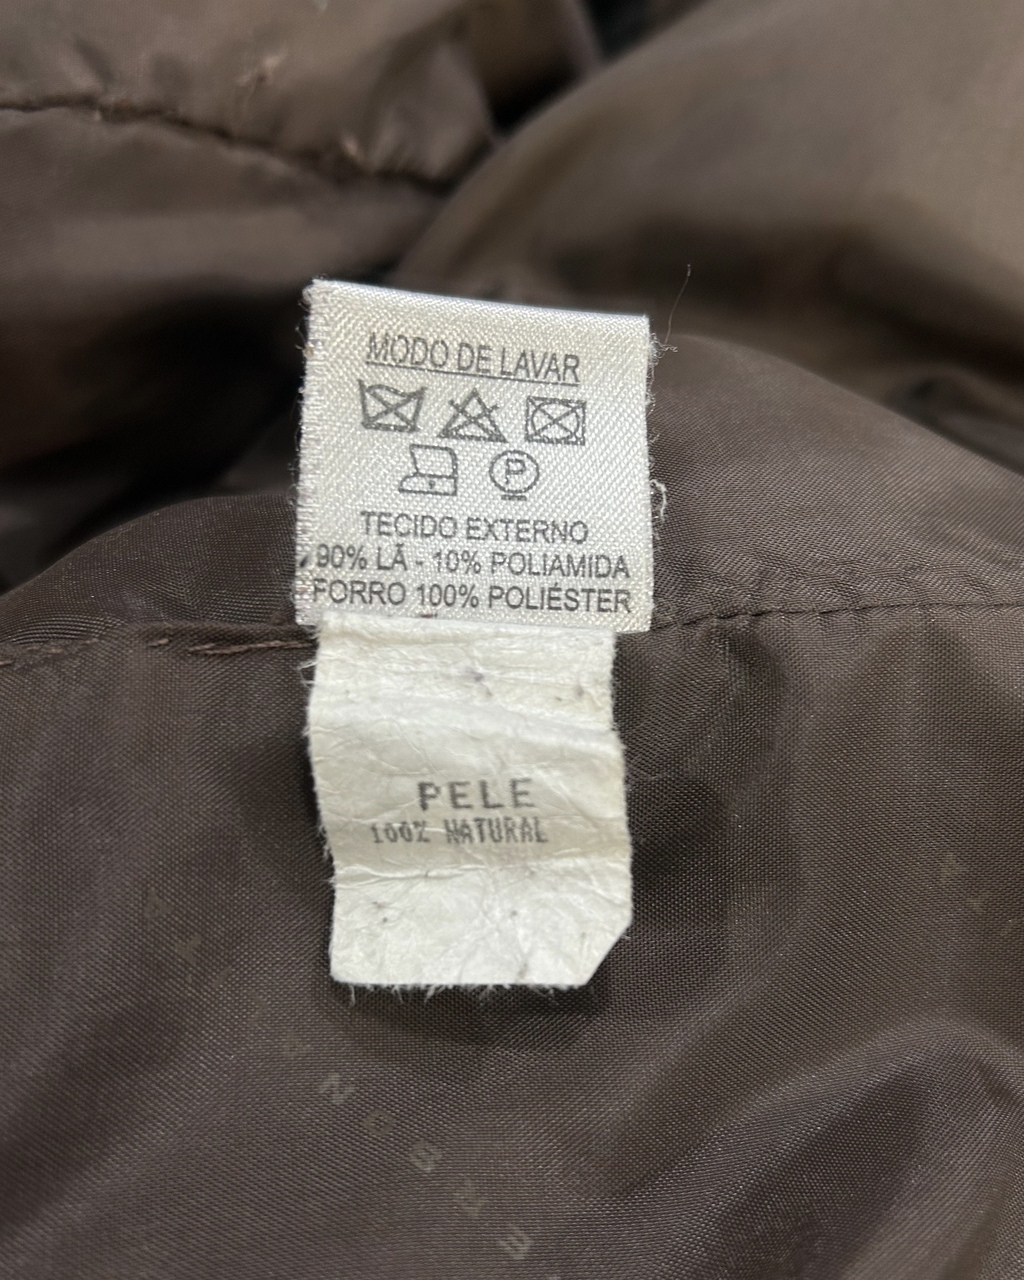 MODO DE LAVAR
P
TECIDO EXTERNO
90% LÃ - 10% POLIAMIDA
FORRO 100% POLIÉSTER
PELE
100% NATURAL